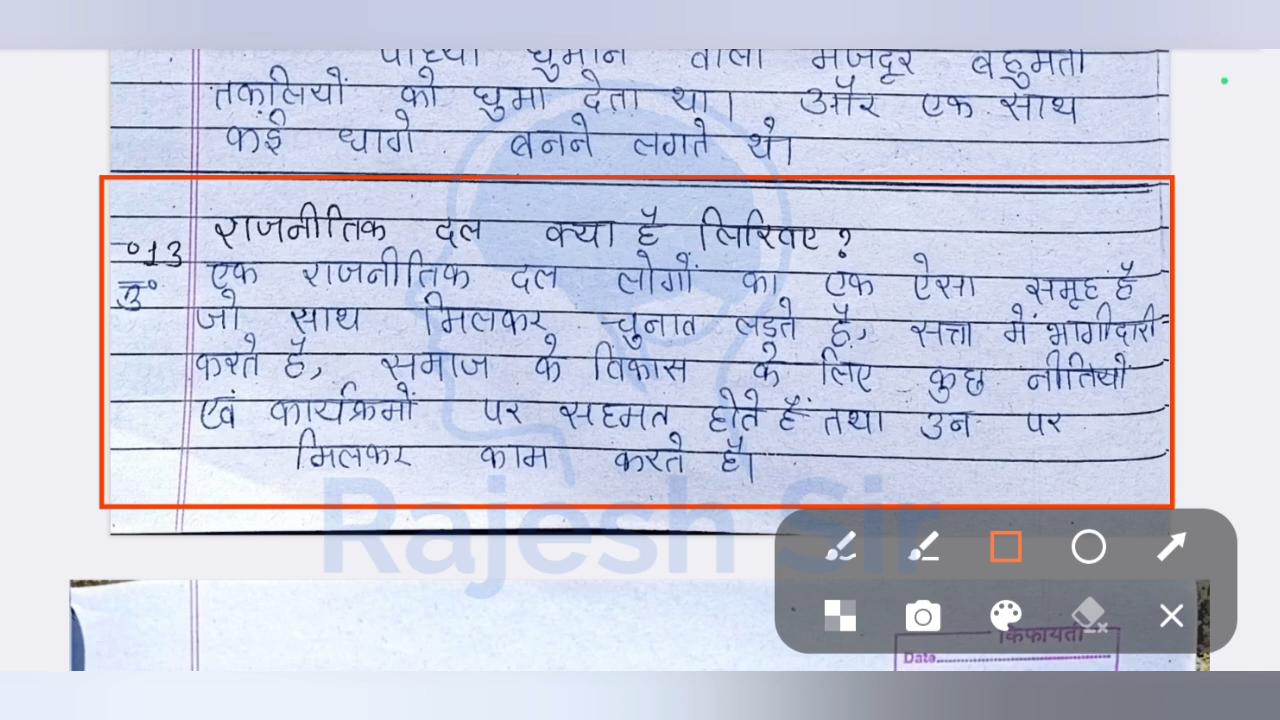 पहिया घुमाने वाला मजदूर बहुमती
तकलियों को घुमा देता था। और एक साथ
कई धागे बनने लगते थे।
राजनीतिक दल क्या है लिखिए?
13
उ० एक राजनीतिक दल लोगों का एक ऐसा समूह है
जो साथ मिलकर चुनाव लड़ते है, सत्ता में भागीदारी
करते है, समाज के विकास के लिए कुछ नीतियों
एवं कार्यक्रमों पर सहमत होते हैं तथा उन पर
मिलकर काम करते है।
Rajesh Sir
किफायती
Date